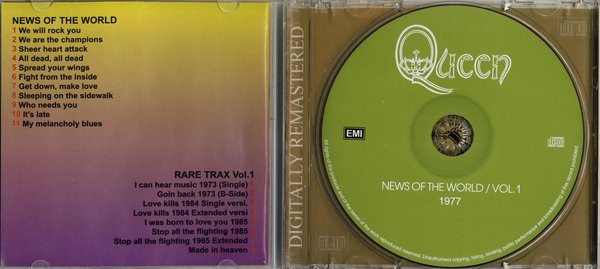 NEWS OF THE WORLD
1 We will rock you
2 We are the champions
3 Sheer heart attack
4 All dead, all dead
5 Spread your wings
6 Fight from the inside
7 Get down, make love
8 Sleeping on the sidewalk
9 Who needs you
10 It's late
11 My melancholy blues
RARE TRAX Vol.1
I can hear music 1973 (Single)
Goin back 1973 (B-Side)
Love kills 1984 Single versi.
Love kills 1984 Extended versi
I was born to love you 1985
Stop all the flighting 1985
Stop all the flighting 1985 Extended
Made in heaven
DIGITALLY REMASTERED
Queen
EMI
NEWS OF THE WORLD / VOL.1
1977